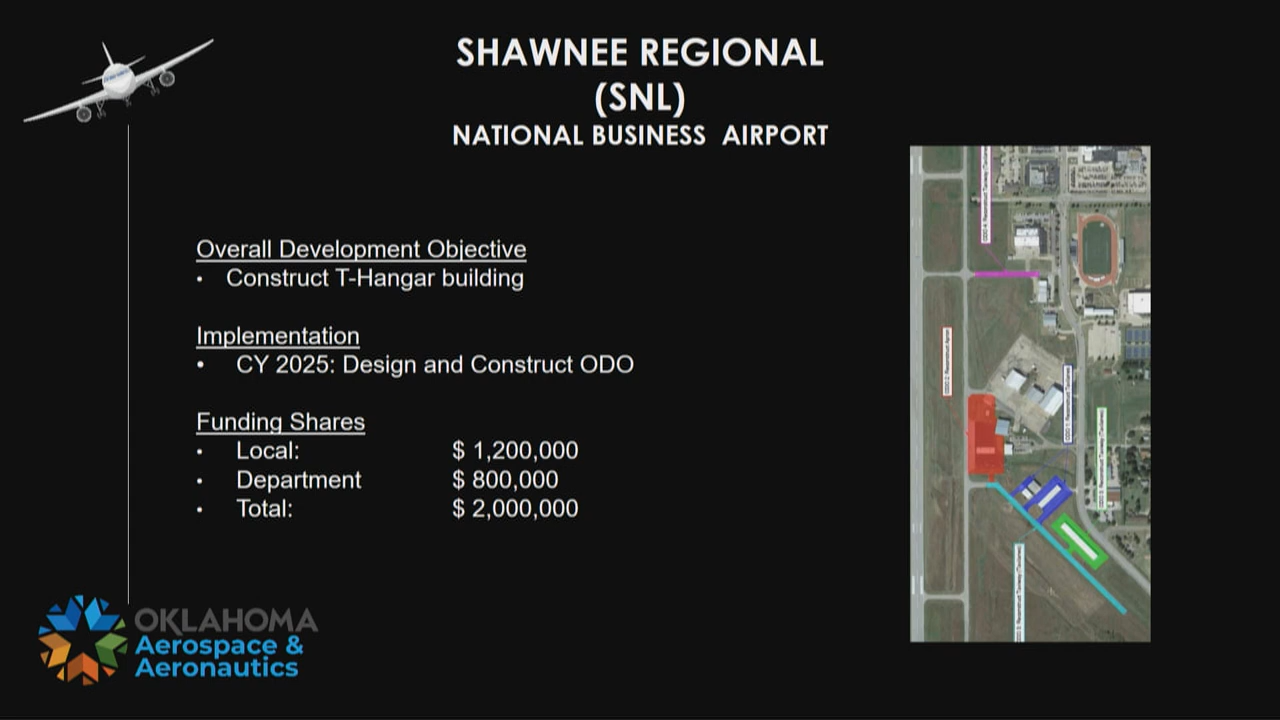 SHAWNEE REGIONAL
(SNL)
NATIONAL BUSINESS AIRPORT
Overall Development Objective
• Construct T-Hangar building
Implementation
• CY 2025: Design and Construct ODO
Funding Shares
• Local: $ 1,200,000
• Department $ 800,000
• Total: $ 2,000,000
OKLAHOMA
Aerospace &
Aeronautics